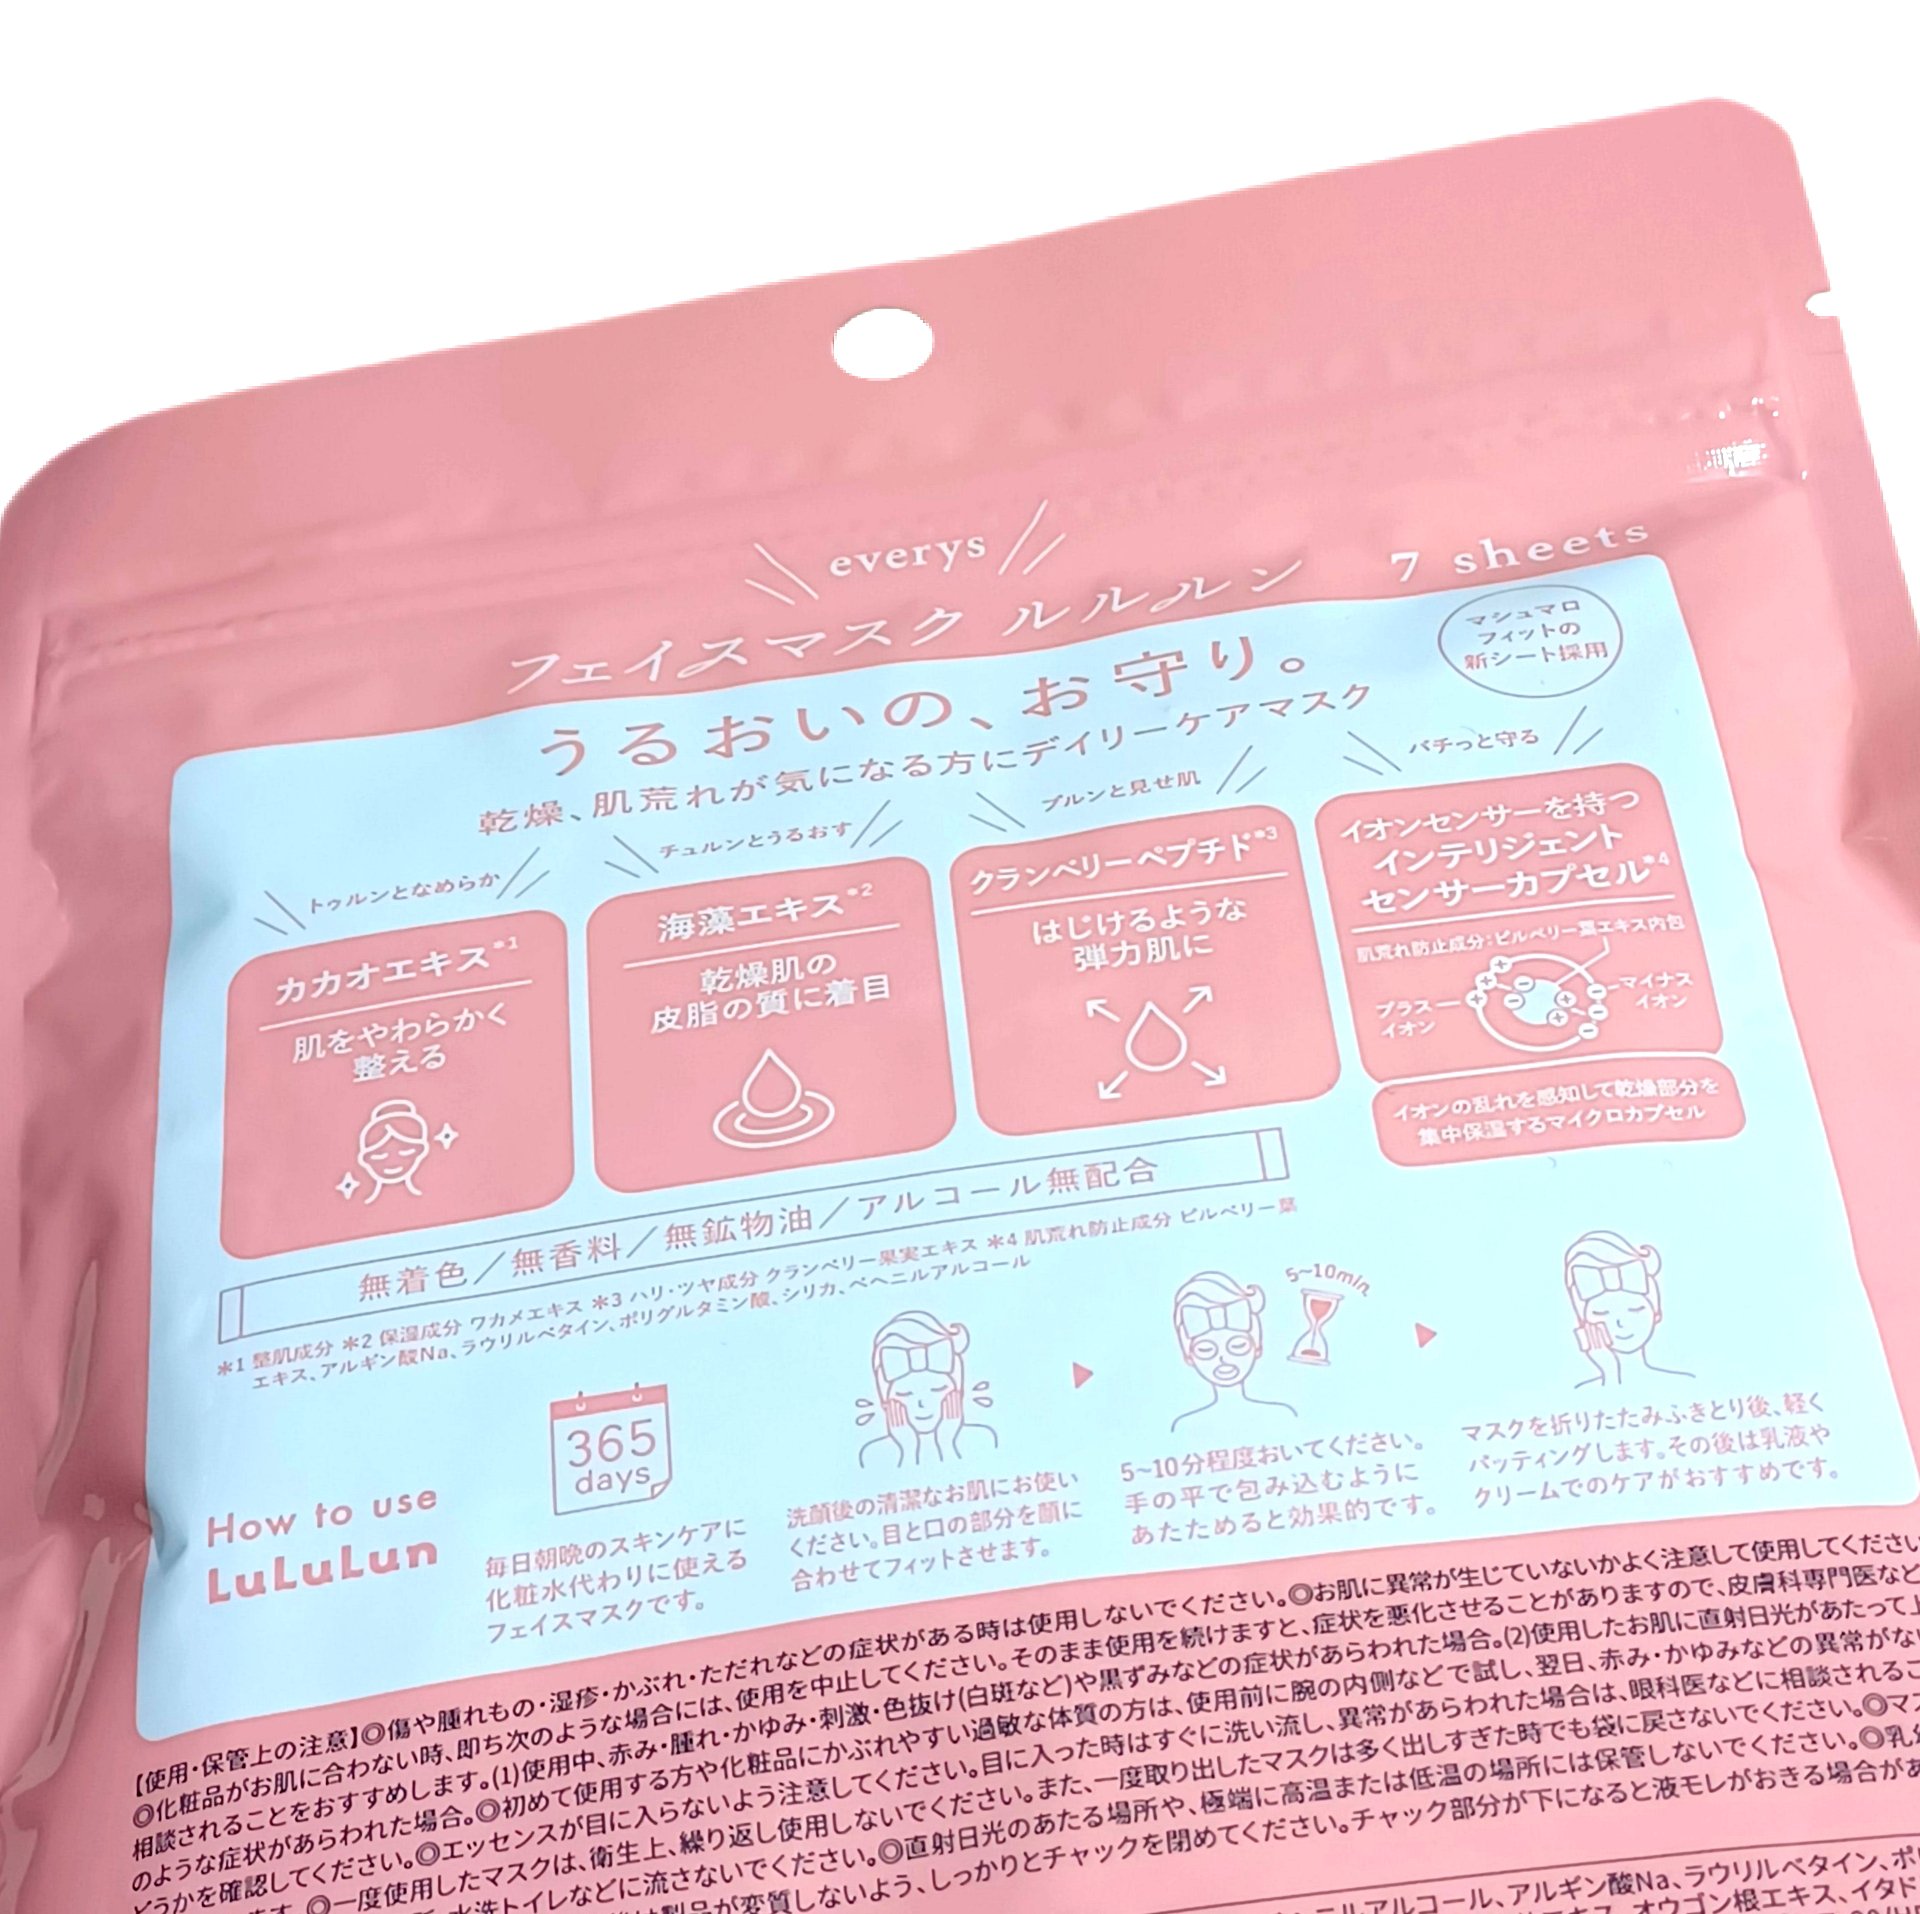 everys
フェイスマスク ルルルン 7 sheets
うるおいの、お守り。
乾燥、肌荒れが気になる方にデイリーケアマスク
マシュマロ
フィットの
新シート採用
トゥルンとなめらか
カカオエキス*1
肌をやわらかく
整える
チュルンとうるおす
海藻エキス*2
乾燥肌の
皮脂の質に着目
プルンと見せ肌
クランベリーペプチド*3
はじけるような
弾力肌に
バチっと守る
イオンセンサーを持つ
インテリジェント
センサーカプセル*4
肌荒れ防止成分:ビルベリー葉エキス内包
プラス
イオン
マイナス
イオン
イオンの乱れを感知して乾燥部分を
集中保湿するマイクロカプセル
無着色/無香料/無鉱物油/アルコール無配合
*1 整肌成分 *2 保湿成分 ワカメエキス *3 ハリ・ツヤ成分 クランベリー果実エキス *4 肌荒れ防止成分 ビルベリー葉
エキス、アルギン酸Na、ラウリルベタイン、ポリグルタミン酸、シリカ、ベヘニルアルコール
How to use
LuLuLun
365
days
毎日朝晩のスキンケアに
化粧水代わりに使える
フェイスマスクです。
洗顔後の清潔なお肌にお使い
ください。目と口の部分を顔に
合わせてフィットさせます。
5~10min
5~10分程度おいてください。
手の平で包み込むように
あたためると効果的です。
マスクを折りたたみふきとり後、軽く
パッティングします。その後は乳液や
クリームでのケアがおすすめです。
【使用・保管上の注意】◎傷や腫れもの・湿疹・かぶれ・ただれなどの症状がある時は使用しないでください。◎お肌に異常が生じていないかよく注意して使用してください
◎化粧品がお肌に合わない時、即ち次のような場合には、使用を中止してください。そのまま使用を続けますと、症状を悪化させることがありますので、皮膚科専門医など
相談されることをおすすめします。(1)使用中、赤み・腫れ・かゆみ・刺激・色抜け(白斑など)や黒ずみなどの症状があらわれた場合。(2)使用したお肌に直射日光があたって上
のような症状があらわれた場合。◎初めて使用する方や化粧品にかぶれやすい過敏な体質の方は、使用前に腕の内側などで試し、翌日、赤み・かゆみなどの異常がない
どうかを確認してください。◎エッセンスが目に入らないよう注意してください。目に入った時はすぐに洗い流し、異常があらわれた場合は、眼科医などに相談されるこ
◎一度使用したマスクは、衛生上、繰り返し使用しないでください。また、一度取り出したマスクは多く出しすぎた時でも袋に戻さないでください。◎マス
水洗トイレなどに流さないでください。◎直射日光のあたる場所や、極端に高温または低温の場所には保管しないでください。◎乳幼
製品が変質しないよう、しっかりとチャックを閉めてください。チャック部分が下になると液モレがおきる場合があ
ニルアルコール、アルギン酸Na、ラウリルベタイン、ポリ
オウゴン根エキス、イタド